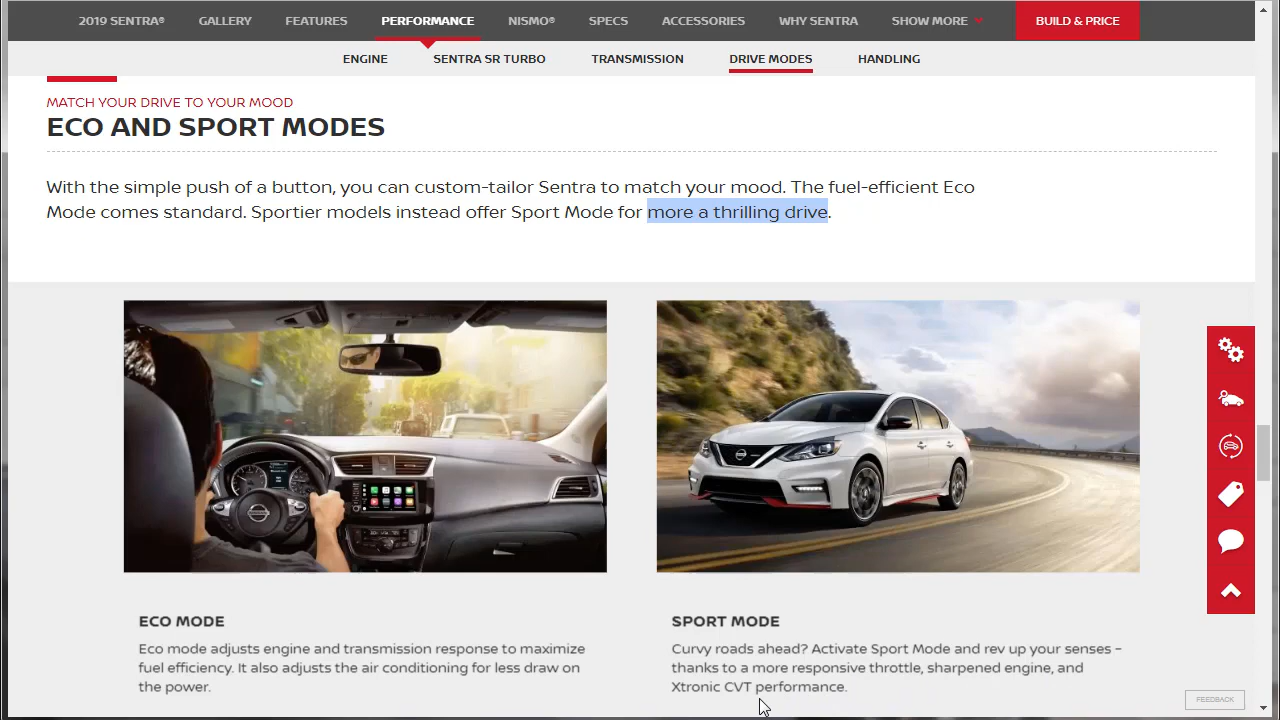 2019 SENTRA® GALLERY FEATURES PERFORMANCE NISMO® SPECS ACCESSORIES WHY SENTRA SHOW MORE BUILD & PRICE
ENGINE SENTRA SR TURBO TRANSMISSION DRIVE MODES HANDLING
MATCH YOUR DRIVE TO YOUR MOOD
ECO AND SPORT MODES
With the simple push of a button, you can custom-tailor Sentra to match your mood. The fuel-efficient Eco
Mode comes standard. Sportier models instead offer Sport Mode for more a thrilling drive.
ECO MODE
Eco mode adjusts engine and transmission response to maximize
fuel efficiency. It also adjusts the air conditioning for less draw on
the power.
SPORT MODE
Curvy roads ahead? Activate Sport Mode and rev up your senses –
thanks to a more responsive throttle, sharpened engine, and
Xtronic CVT performance.
FEEDBACK